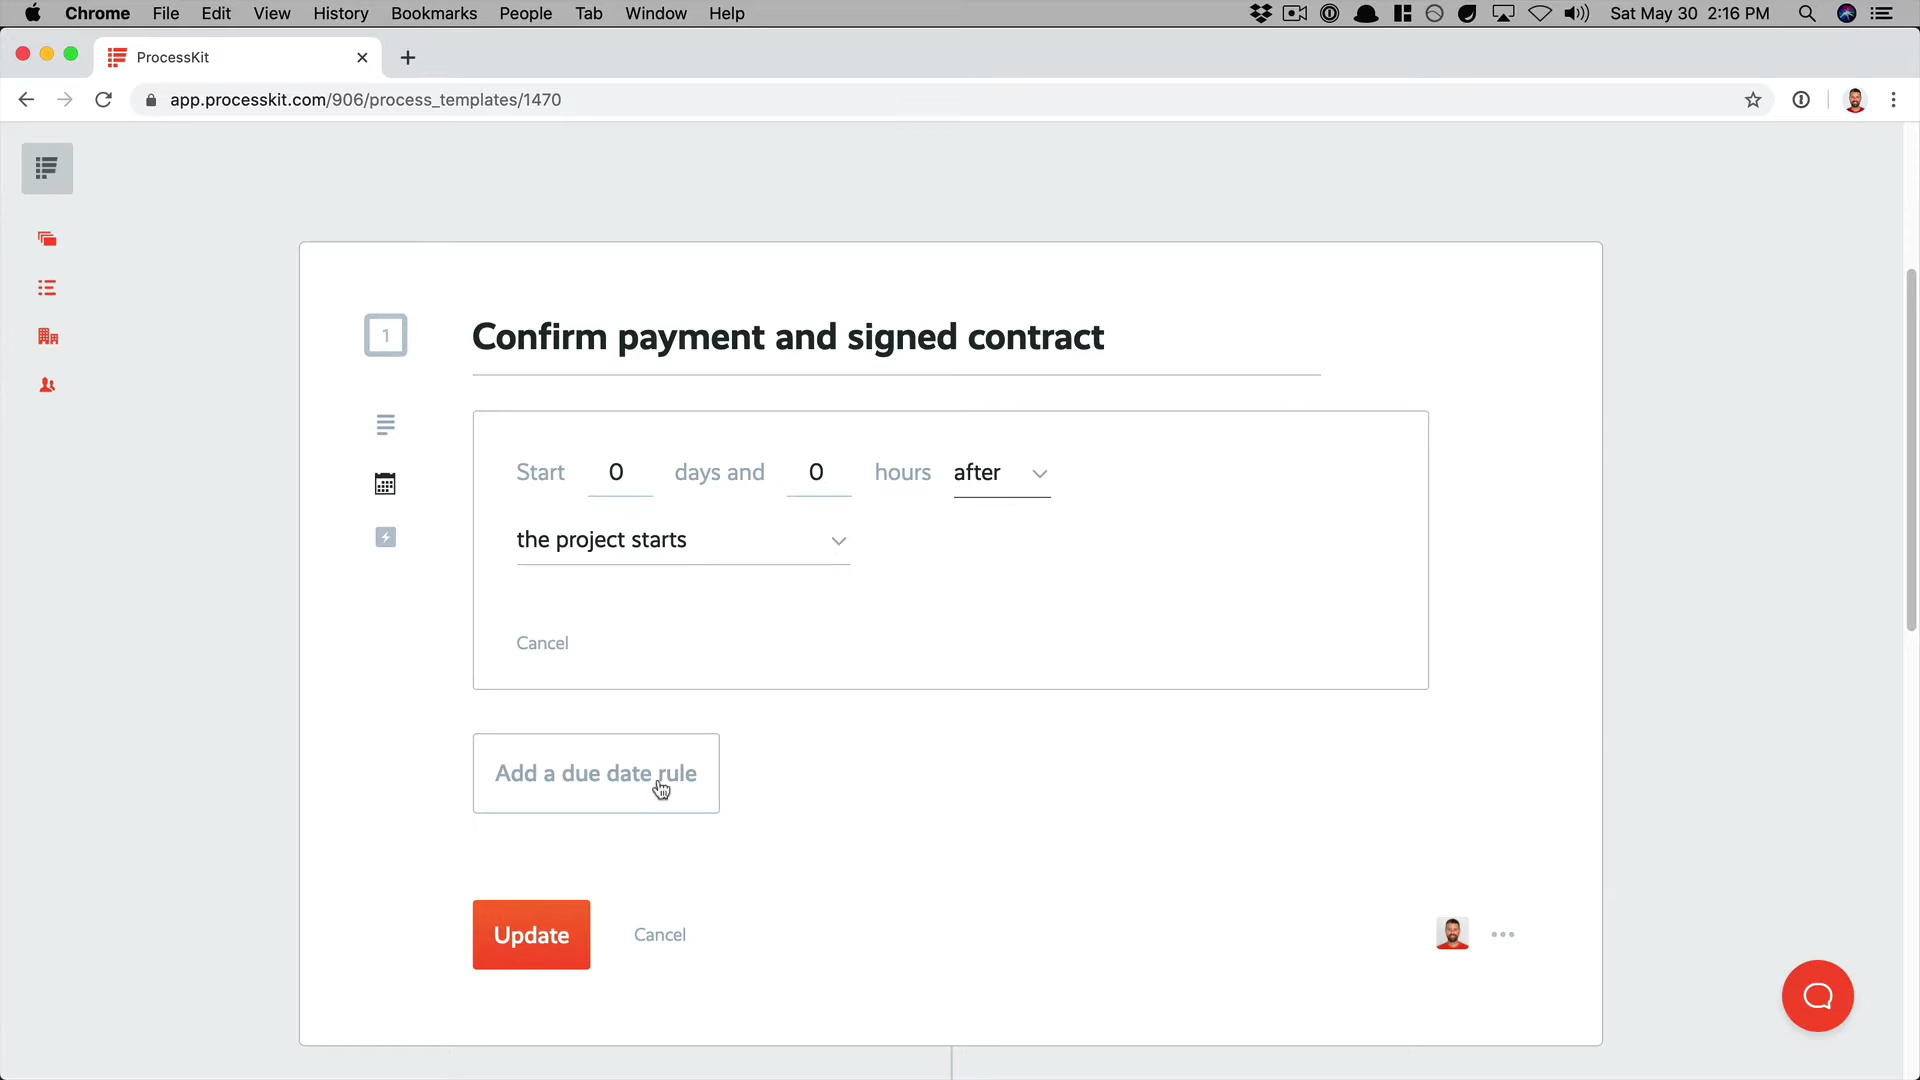 Chrome File Edit View History Bookmarks People Tab Window Help Sat May 30 2:16 PM
ProcessKit
app.processkit.com/906/process_templates/1470
1 Confirm payment and signed contract
Start 0 days and 0 hours after
the project starts
Cancel
Add a due date rule
Update Cancel